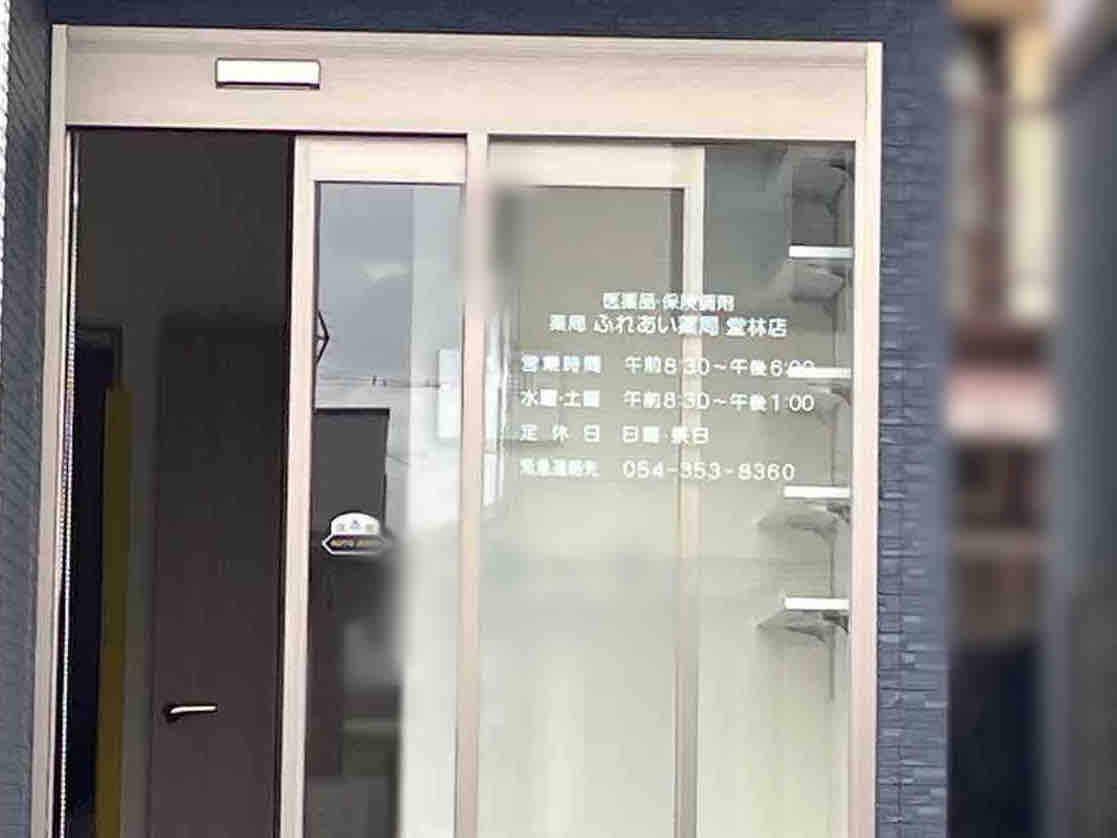 医薬品・保険調剤
薬局 ふれあい薬局 堂林店
営業時間 午前8:30〜午後6:00
水曜・土曜 午前8:30〜午後1:00
定休日 日曜・祭日
緊急連絡先 054-353-8360